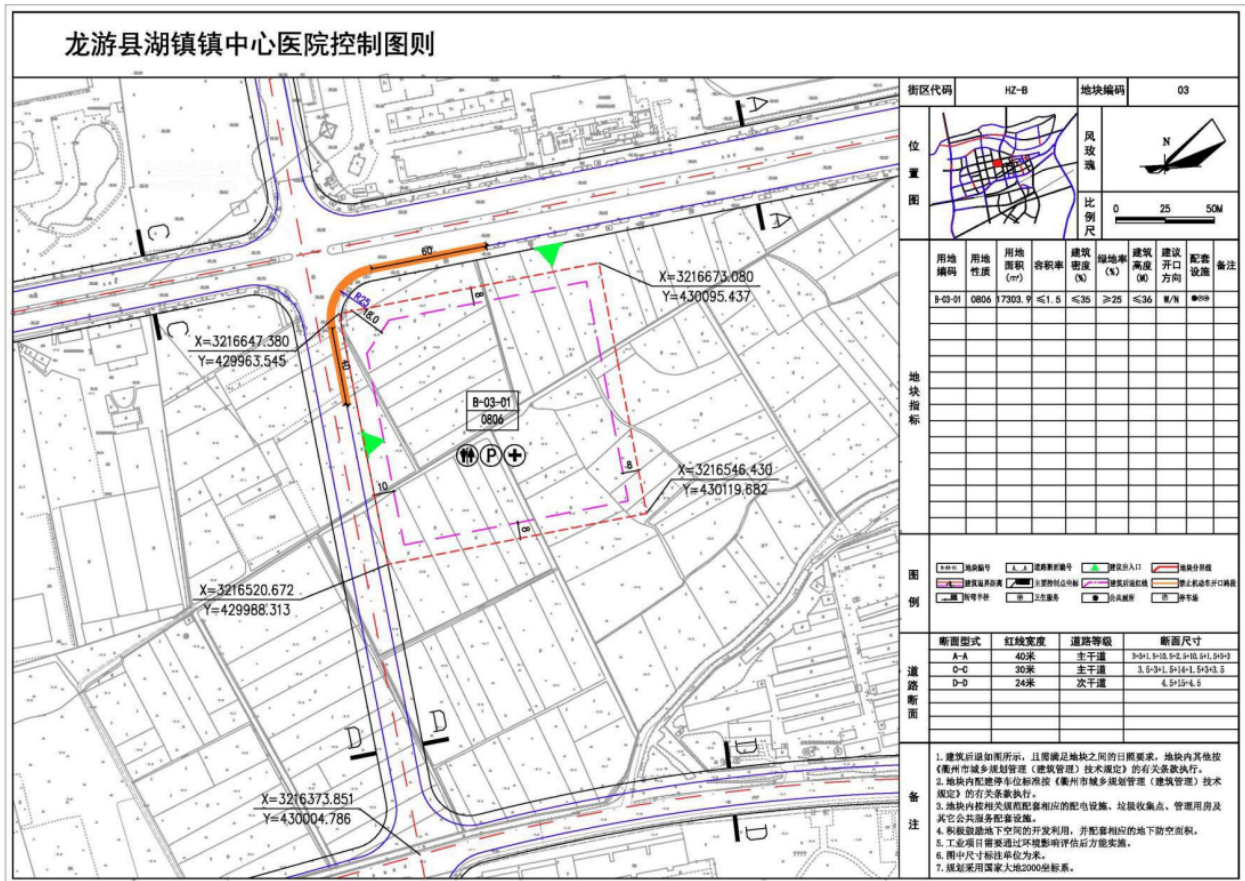 龙游县湖镇镇中心医院控制图则
A
A
C
C
60
R25
18.0
40
8
8
8
10
X=3216673.080
Y=430095.437
X=3216647.380
Y=429963.545
B-03-01
0806
P
X=3216546.430
Y=430119.682
X=3216520.672
Y=429988.313
D
D
D
D
X=3216373.851
Y=430004.786
街区代码 HZ-B 地块编码 03
位置图 风玫瑰 N
比例尺 0 25 50M
用地编码 用地性质 用地面积(㎡) 容积率 建筑密度(%) 绿地率(%) 建筑高度(M) 建议开口方向 配套设施 备注
B-03-01 0806 17303.9 ≤1.5 ≤35 ≥25 ≤36 W/N
地块指标
图例
地块编号 道路断面编号 建议出入口 地块分界线
建筑退界距离 主要控制点坐标 建筑后退红线 禁止机动车开口路段
转弯半径 卫生服务 公共厕所 停车场
道路断面
断面型式 红线宽度 道路等级 断面尺寸
A-A 40米 主干道
C-C 30米 主干道 3.5+3+1.5+14+1.5+3+3.5
D-D 24米 次干道 4.5+15+4.5
备注
1. 建筑后退如图所示，且需满足地块之间的日照要求，地块内其他按
《衢州市城乡规划管理（建筑管理）技术规定》的有关条款执行。
2. 地块内配建停车位标准按《衢州市城乡规划管理（建筑管理）技术
规定》的有关条款执行。
3. 地块内按相关规范配套相应的配电设施、垃圾收集点、管理用房及
其它公共服务配套设施。
4. 积极鼓励地下空间的开发利用，并配套相应的地下防空面积。
5. 工业项目需要通过环境影响评估后方能实施。
6. 图中尺寸标注单位为米。
7. 规划采用国家大地2000坐标系。